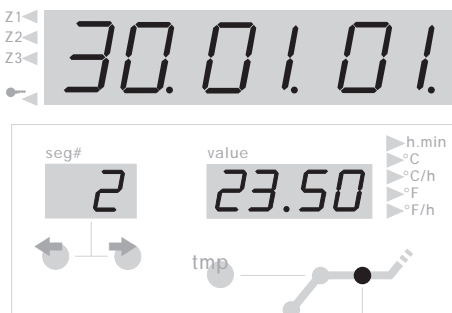 Z1
Z2
Z3
30.01.01.
seg#
value
h.min
°C
°C/h
°F
°F/h
2
23.50
tmp